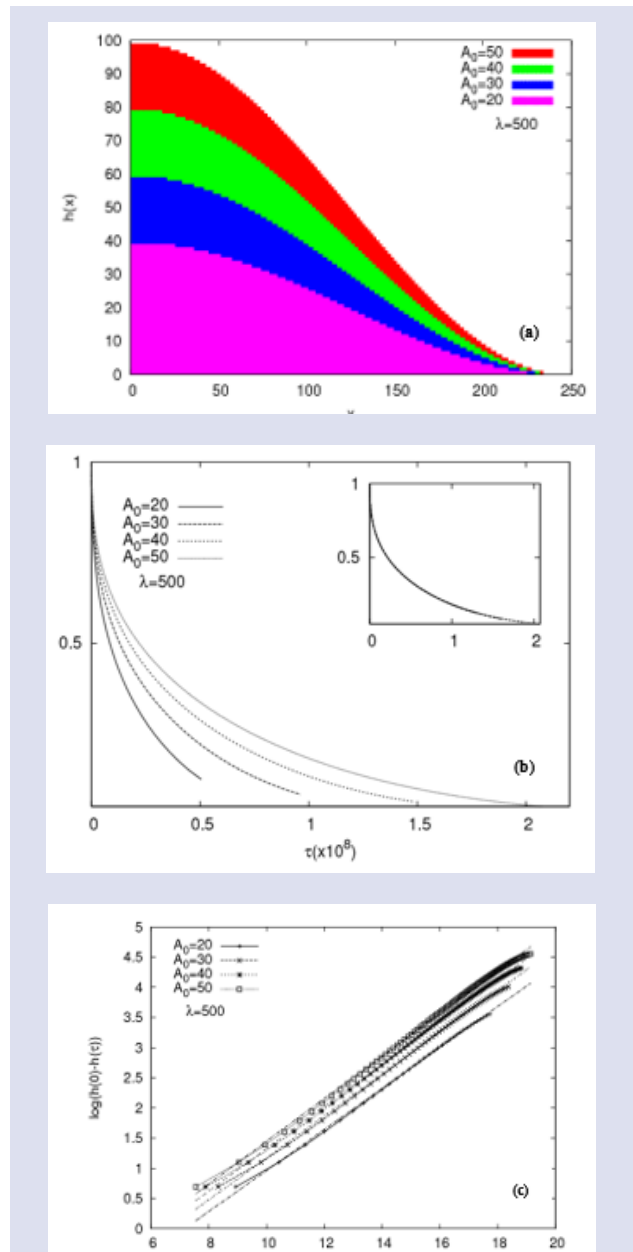 100
90
80
70
60
50
40
30
20
10
0
h(x)
A₀=50
A₀=40
A₀=30
A₀=20
λ=500
(a)
0 50 100 150 200 250
1
0.5
A₀=20
A₀=30
A₀=40
A₀=50
λ=500
1
0.5
0 1 2
(b)
0 0.5 1 1.5 2
τ(x10⁸)
5
4.5
4
3.5
3
2.5
2
1.5
1
0.5
0
log(h(0)-h(τ))
A₀=20
A₀=30
A₀=40
A₀=50
λ=500
(c)
6 8 10 12 14 16 18 20